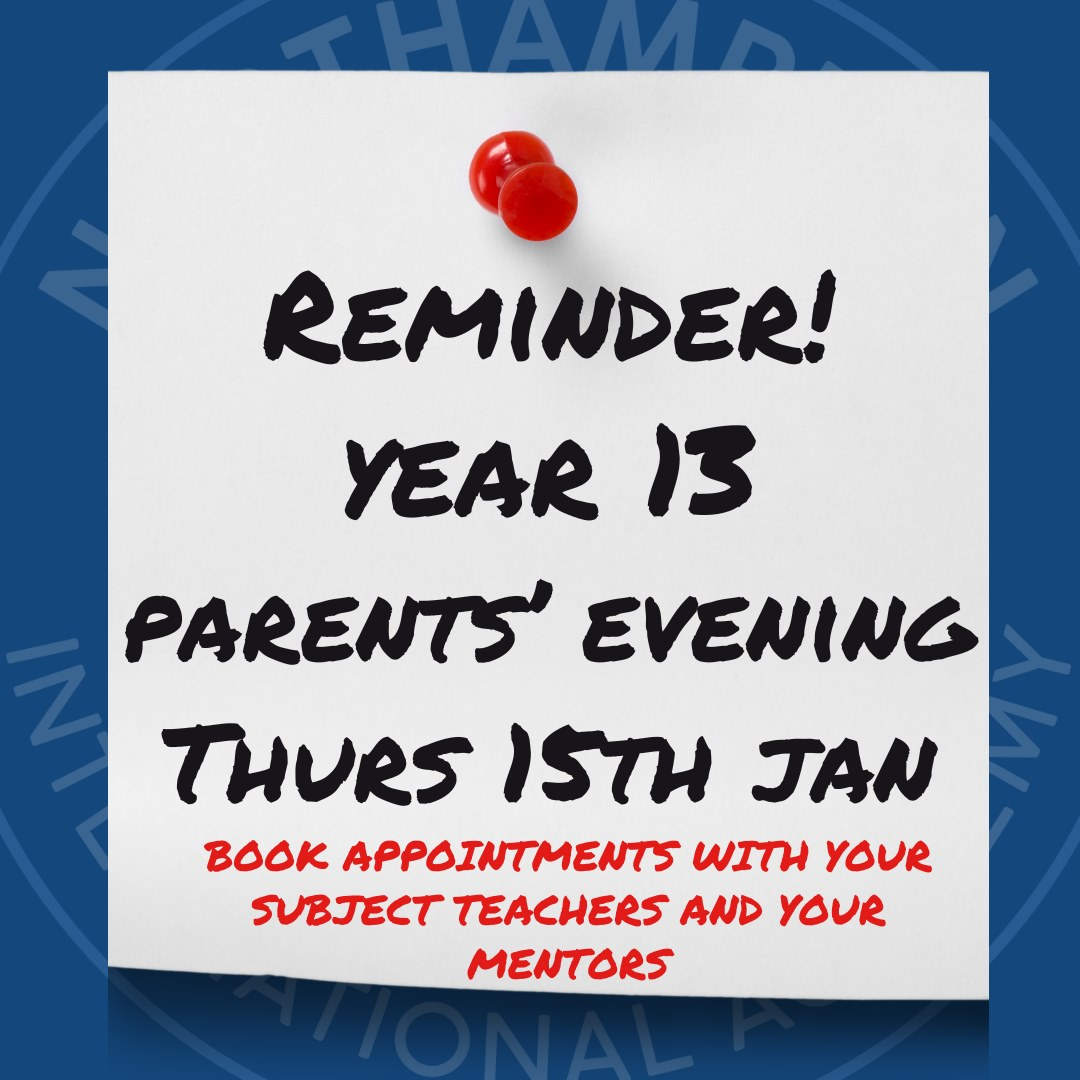 REMINDER!
YEAR 13
PARENTS' EVENING
THURS 15TH JAN
BOOK APPOINTMENTS WITH YOUR
SUBJECT TEACHERS AND YOUR
MENTORS